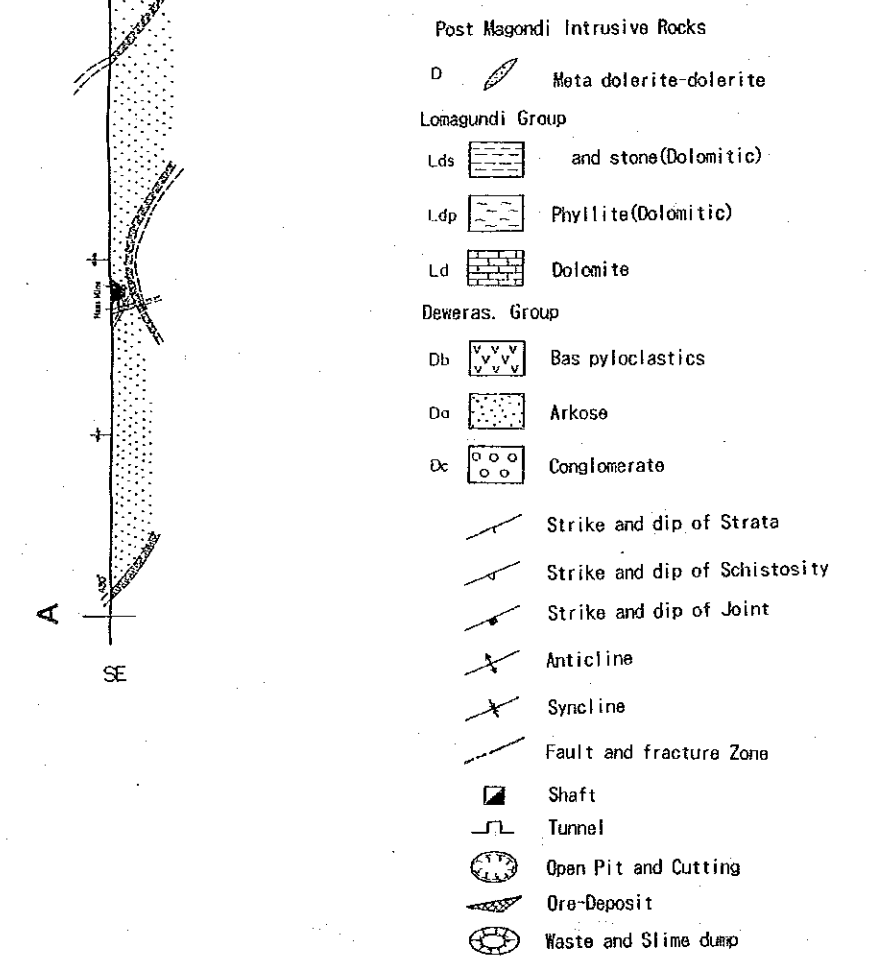 Post Magondi Intrusive Rocks
D Meta dolerite-dolerite
Lomagundi Group
Lds and stone(Dolomitic)
Ldp Phyllite(Dolomitic)
Ld Dolomite
Deweras. Group
Db Bas pyloclastics
Da Arkose
Dc Conglomerate
Strike and dip of Strata
Strike and dip of Schistosity
Strike and dip of Joint
Anticline
Syncline
Fault and fracture Zone
Shaft
Tunnel
Open Pit and Cutting
Ore-Deposit
Waste and Slime dump
A
SE